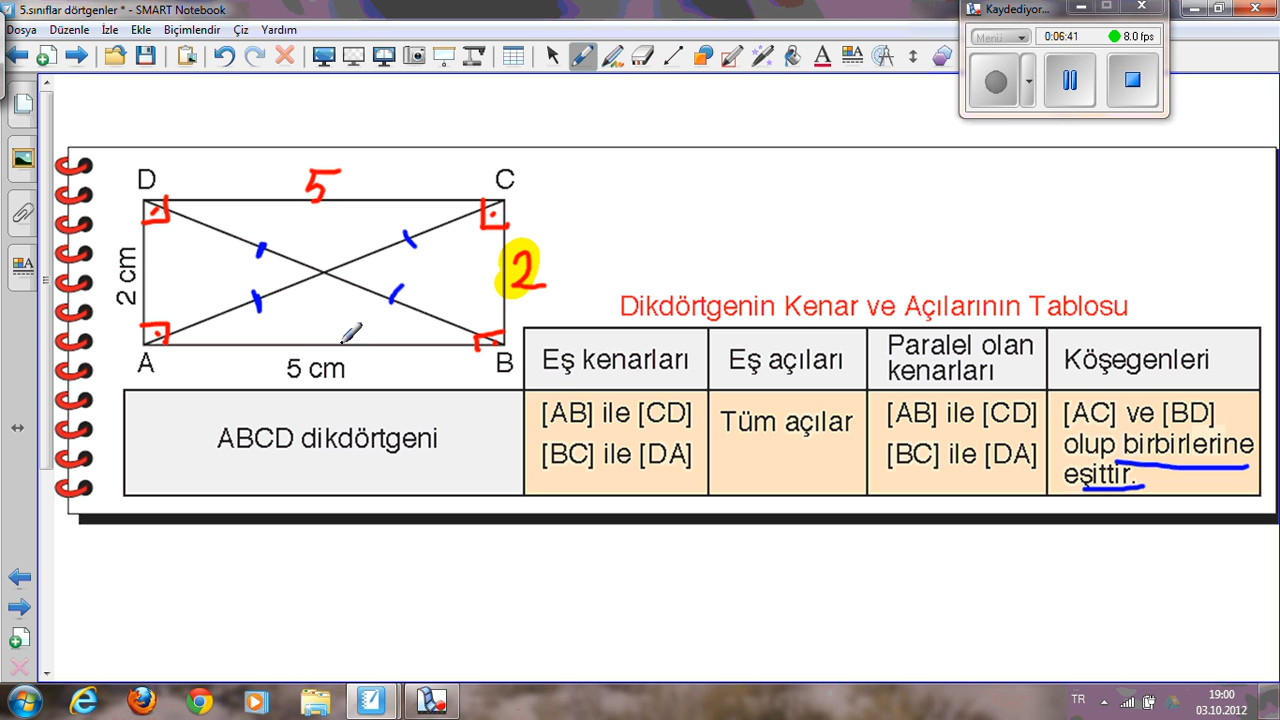 5.sınıflar dörtgenler * - SMART Notebook
Kaydediyor...
Dosya Düzenle İzle Ekle Biçimlendir Çiz Yardım
Menü 0:06:41 8.0 fps
D 5 C
2 cm 2
A 5 cm B
Dikdörtgenin Kenar ve Açılarının Tablosu
Eş kenarları Eş açıları Paralel olan kenarları Köşegenleri
ABCD dikdörtgeni
[AB] ile [CD]
[BC] ile [DA]
Tüm açılar
[AB] ile [CD]
[BC] ile [DA]
[AC] ve [BD]
olup birbirlerine
eşittir.
TR 19:00
03.10.2012